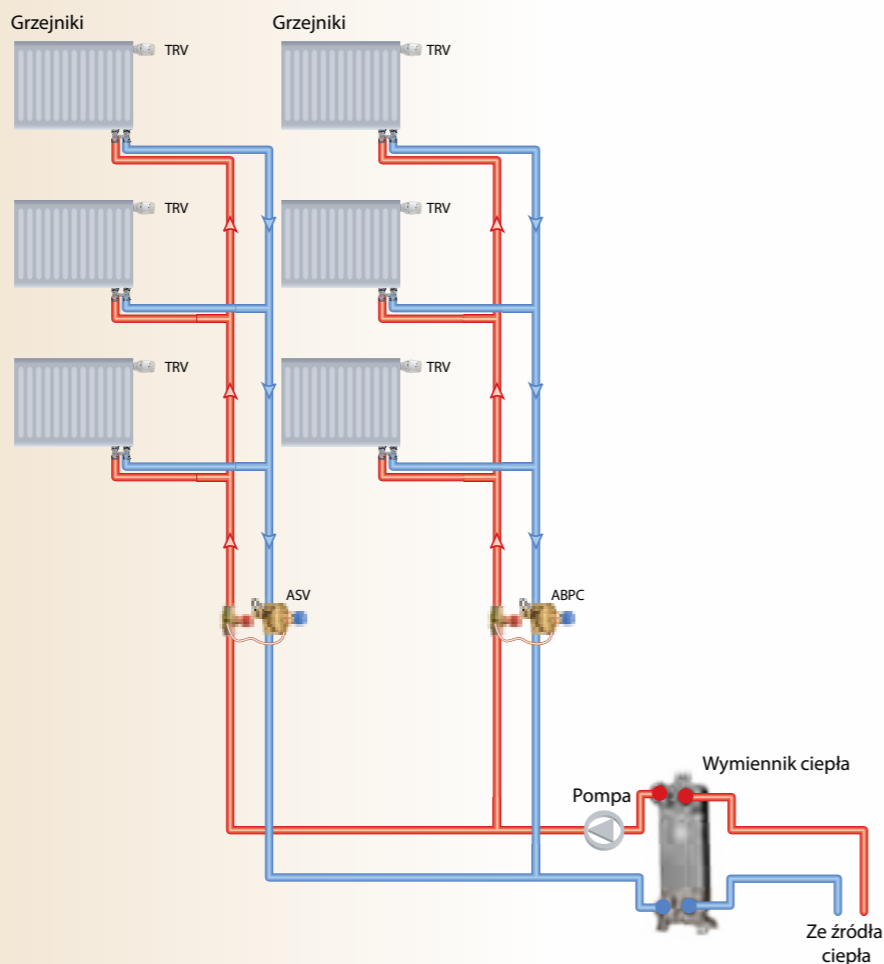 Grzejniki
Grzejniki
TRV
TRV
TRV
TRV
TRV
TRV
ASV
ABPC
Wymiennik ciepła
Pompa
Ze źródła
ciepła